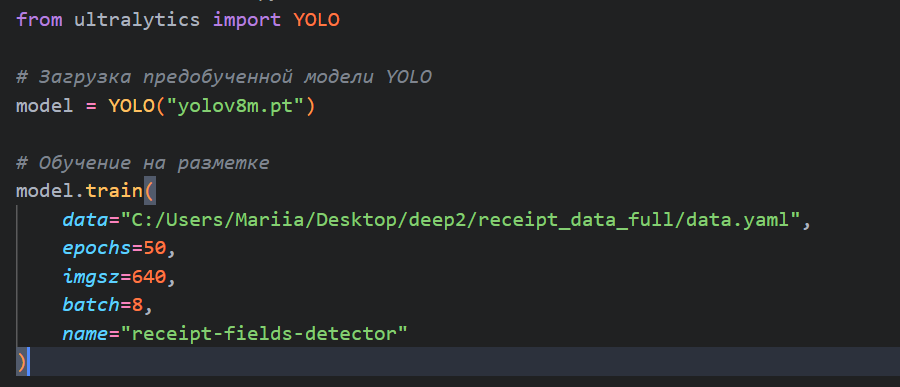 from ultralytics import YOLO
# Загрузка предобученной модели YOLO
model = YOLO("yolov8m.pt")
# Обучение на разметке
model.train(
data="C:/Users/Mariia/Desktop/deep2/receipt_data_full/data.yaml",
epochs=50,
imgsz=640,
batch=8,
name="receipt-fields-detector"
)